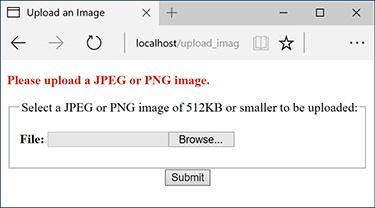 Upload an Image
localhost/upload_imag
Please upload a JPEG or PNG image.
Select a JPEG or PNG image of 512KB or smaller to be uploaded:
File: Browse...
Submit